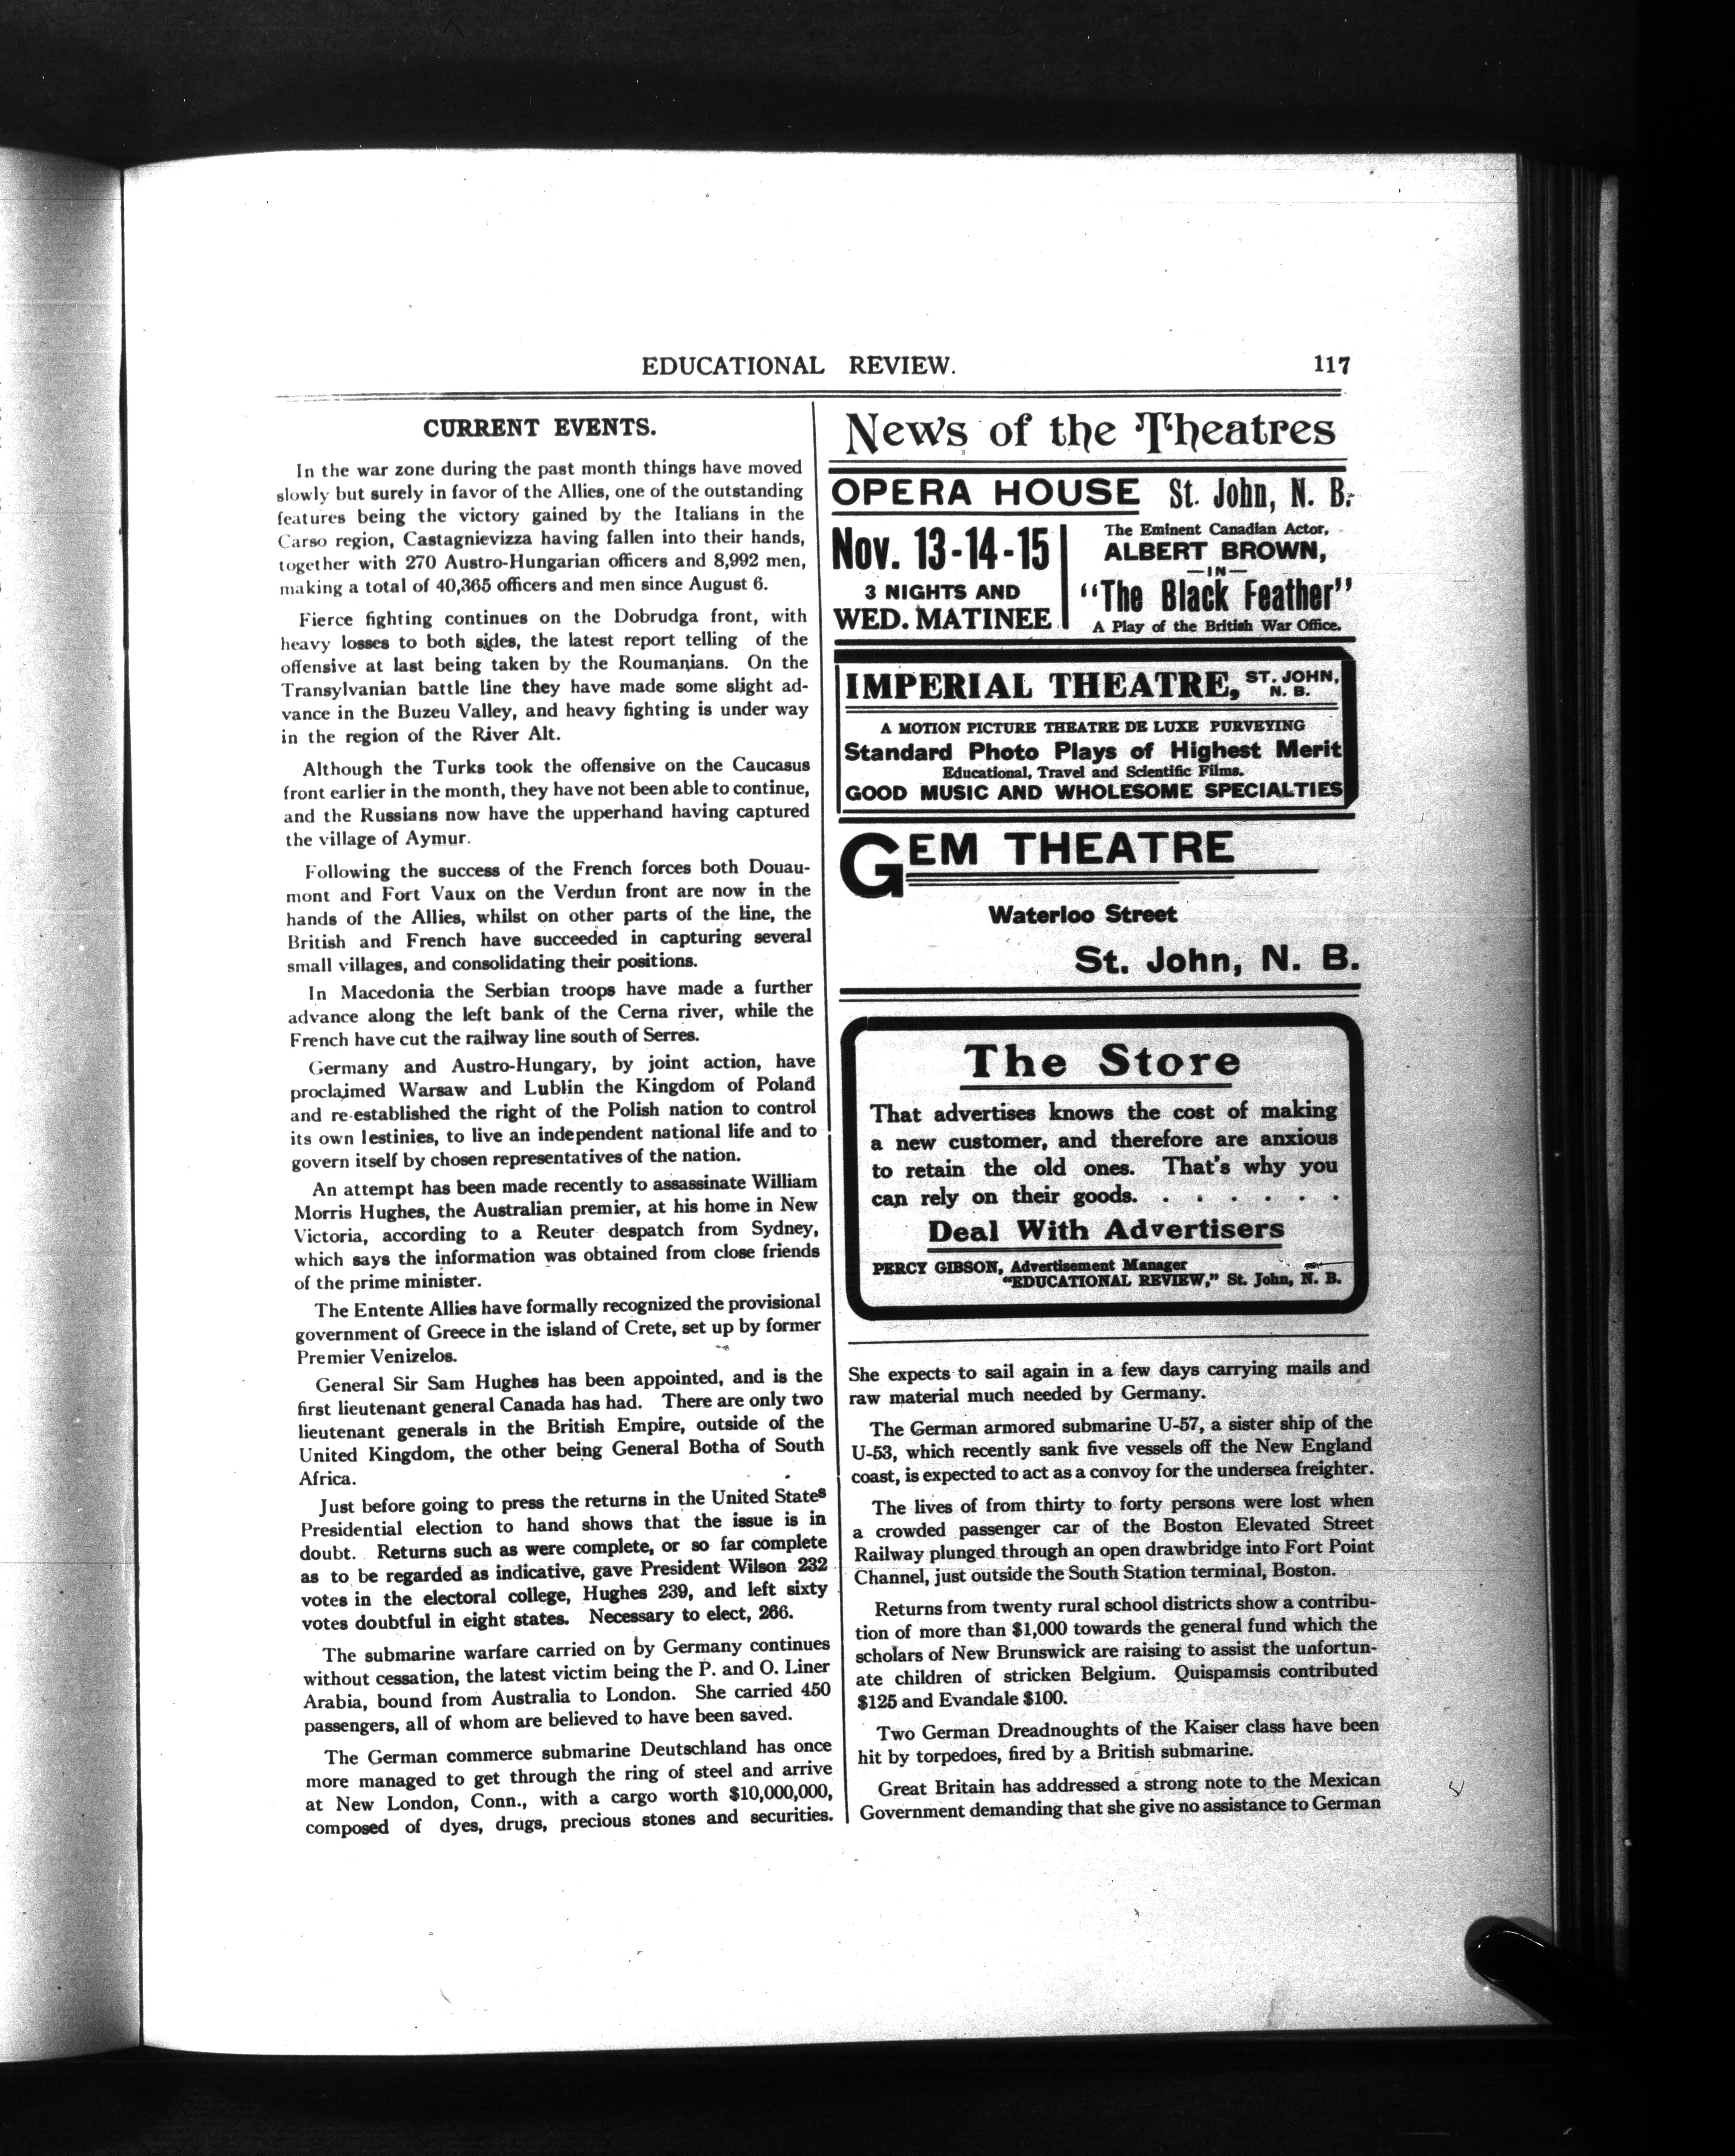 EDUCATIONAL REVIEW. 117
CURRENT EVENTS.
In the war zone during the past month things have moved
slowly but surely in favor of the Allies, one of the outstanding
features being the victory gained by the Italians in the
Carso region, Castagnievizza having fallen into their hands,
together with 270 Austro-Hungarian officers and 8,992 men,
making a total of 40,365 officers and men since August 6.
Fierce fighting continues on the Dobrudga front, with
heavy losses to both sides, the latest report telling of the
offensive at last being taken by the Roumanians. On the
Transylvanian battle line they have made some slight ad-
vance in the Buzeu Valley, and heavy fighting is under way
in the region of the River Alt.
Although the Turks took the offensive on the Caucasus
front earlier in the month, they have not been able to continue,
and the Russians now have the upperhand having captured
the village of Aymur.
Following the success of the French forces both Douau-
mont and Fort Vaux on the Verdun front are now in the
hands of the Allies, whilst on other parts of the line, the
British and French have succeeded in capturing several
small villages, and consolidating their positions.
In Macedonia the Serbian troops have made a further
advance along the left bank of the Cerna river, while the
French have cut the railway line south of Serres.
Germany and Austro-Hungary, by joint action, have
proclaimed Warsaw and Lublin the Kingdom of Poland
and re-established the right of the Polish nation to control
its own lestinies, to live an independent national life and to
govern itself by chosen representatives of the nation.
An attempt has been made recently to assassinate William
Morris Hughes, the Australian premier, at his home in New
Victoria, according to a Reuter despatch from Sydney,
which says the information was obtained from close friends
of the prime minister.
The Entente Allies have formally recognized the provisional
government of Greece in the island of Crete, set up by former
Premier Venizelos.
General Sir Sam Hughes has been appointed, and is the
first lieutenant general Canada has had. There are only two
lieutenant generals in the British Empire, outside of the
United Kingdom, the other being General Botha of South
Africa.
Just before going to press the returns in the United States
Presidential election to hand shows that the issue is in
doubt. Returns such as were complete, or so far complete
as to be regarded as indicative, gave President Wilson 232
votes in the electoral college, Hughes 239, and left sixty
votes doubtful in eight states. Necessary to elect, 266.
The submarine warfare carried on by Germany continues
without cessation, the latest victim being the P. and O. Liner
Arabia, bound from Australia to London. She carried 450
passengers, all of whom are believed to have been saved.
The German commerce submarine Deutschland has once
more managed to get through the ring of steel and arrive
at New London, Conn., with a cargo worth $10,000,000,
composed of dyes, drugs, precious stones and securities.
News of the Theatres
OPERA HOUSE St. John, N. B.
Nov. 13-14-15
3 NIGHTS AND
WED. MATINEE
The Eminent Canadian Actor,
ALBERT BROWN,
—IN—
"The Black Feather"
A Play of the British War Office.
IMPERIAL THEATRE, ST. JOHN,
N. B.
A MOTION PICTURE THEATRE DE LUXE PURVEYING
Standard Photo Plays of Highest Merit
Educational, Travel and Scientific Films.
GOOD MUSIC AND WHOLESOME SPECIALTIES
GEM THEATRE
Waterloo Street
St. John, N. B.
The Store
That advertises knows the cost of making
a new customer, and therefore are anxious
to retain the old ones. That's why you
can rely on their goods. . . . . . .
Deal With Advertisers
PERCY GIBSON, Advertisement Manager
"EDUCATIONAL REVIEW," St. John, N. B.
She expects to sail again in a few days carrying mails and
raw material much needed by Germany.
The German armored submarine U-57, a sister ship of the
U-53, which recently sank five vessels off the New England
coast, is expected to act as a convoy for the undersea freighter.
The lives of from thirty to forty persons were lost when
a crowded passenger car of the Boston Elevated Street
Railway plunged through an open drawbridge into Fort Point
Channel, just outside the South Station terminal, Boston.
Returns from twenty rural school districts show a contribu-
tion of more than $1,000 towards the general fund which the
scholars of New Brunswick are raising to assist the unfortun-
ate children of stricken Belgium. Quispamsis contributed
$125 and Evandale $100.
Two German Dreadnoughts of the Kaiser class have been
hit by torpedoes, fired by a British submarine.
Great Britain has addressed a strong note to the Mexican
Government demanding that she give no assistance to German